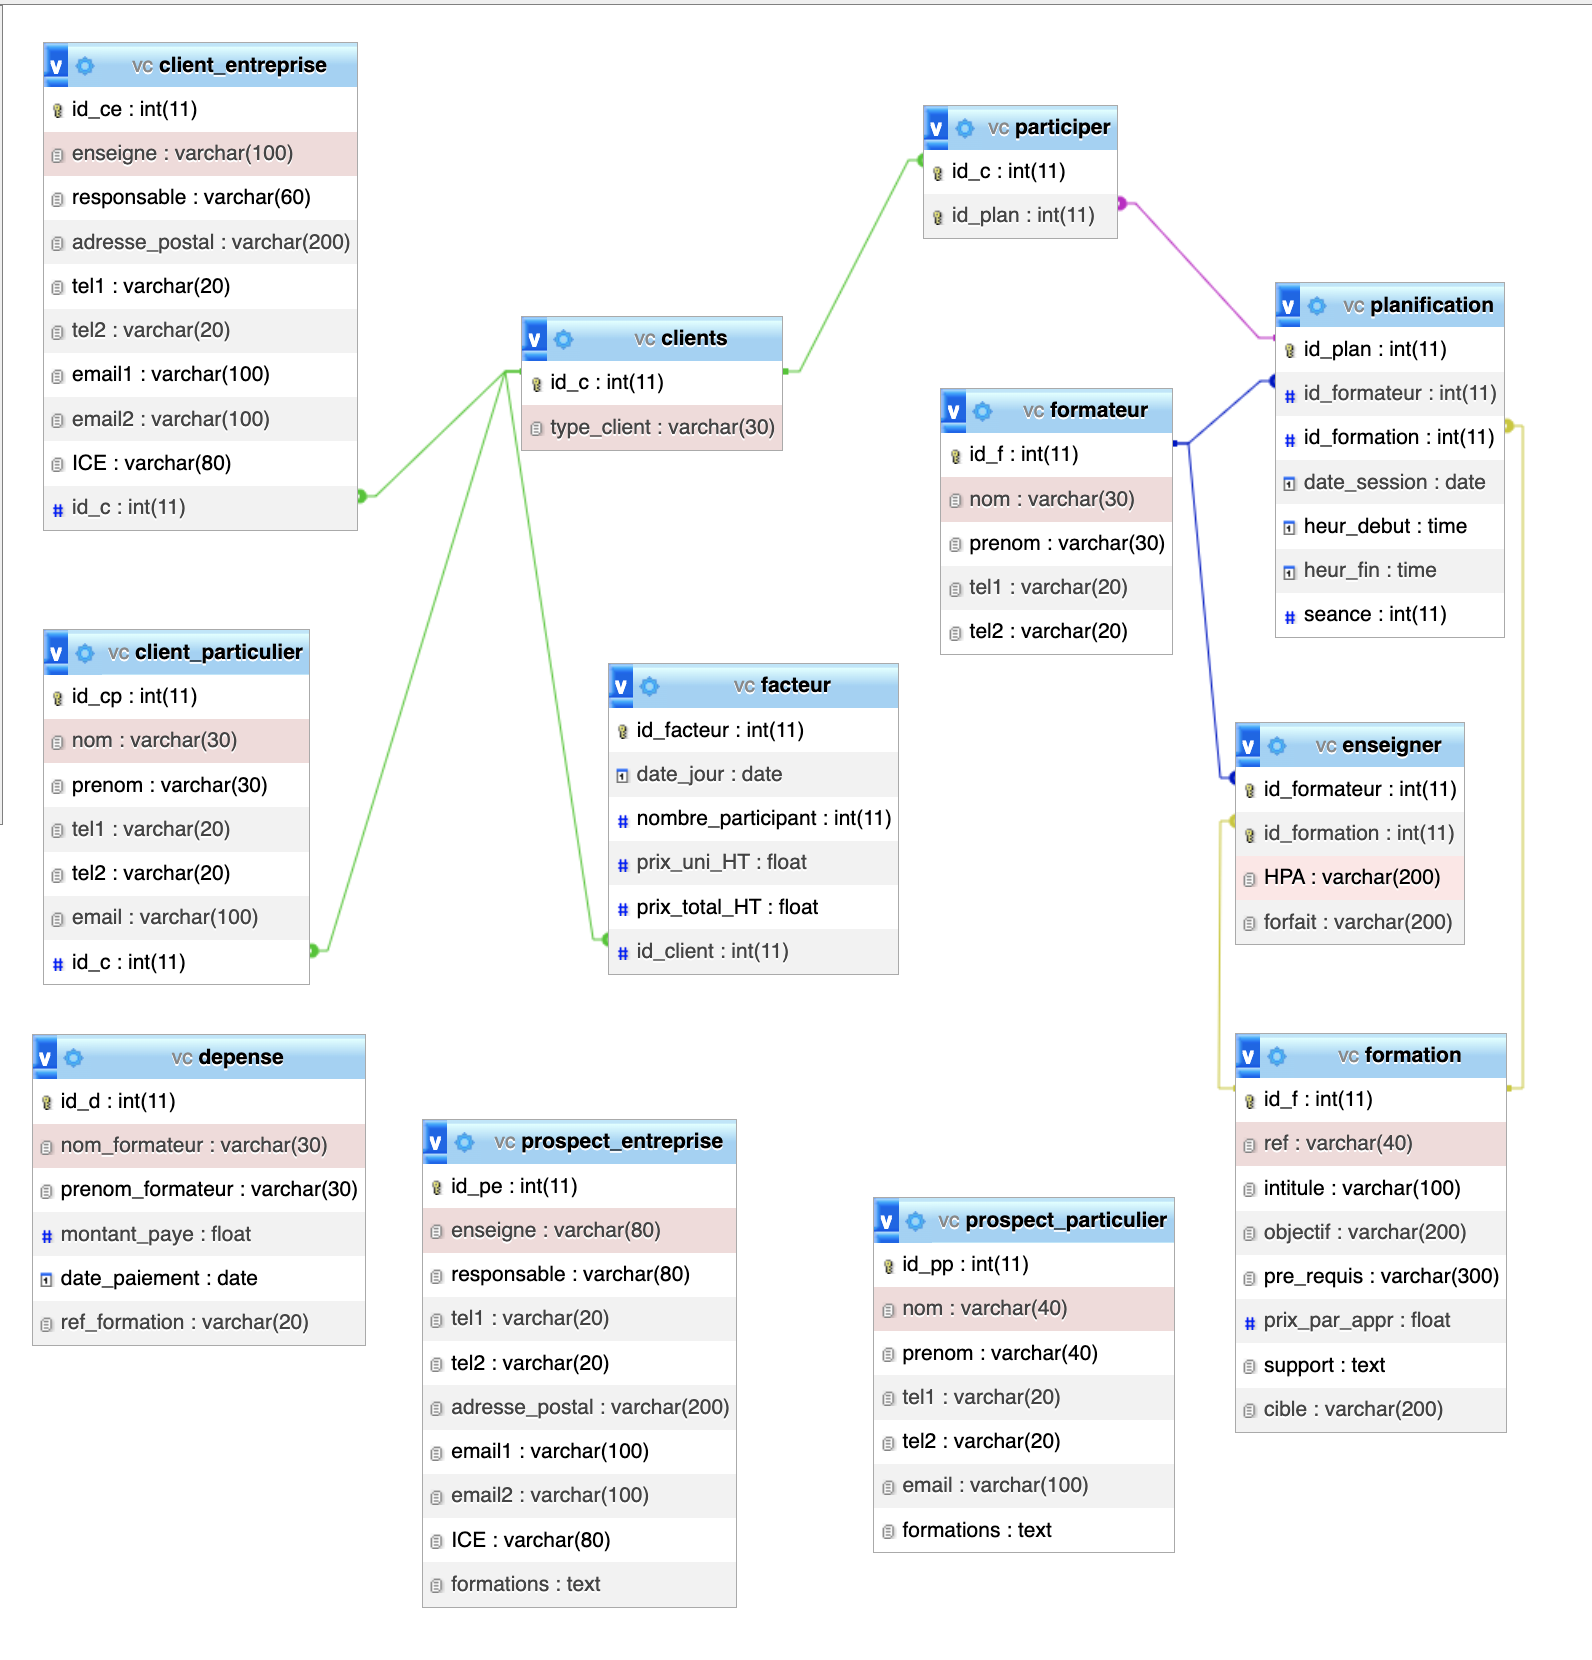 v vc client_entreprise
id_ce : int(11)
enseigne : varchar(100)
responsable : varchar(60)
adresse_postal : varchar(200)
tel1 : varchar(20)
tel2 : varchar(20)
email1 : varchar(100)
email2 : varchar(100)
ICE : varchar(80)
# id_c : int(11)
v vc client_particulier
id_cp : int(11)
nom : varchar(30)
prenom : varchar(30)
tel1 : varchar(20)
tel2 : varchar(20)
email : varchar(100)
# id_c : int(11)
v vc depense
id_d : int(11)
nom_formateur : varchar(30)
prenom_formateur : varchar(30)
# montant_paye : float
date_paiement : date
ref_formation : varchar(20)
v vc clients
id_c : int(11)
type_client : varchar(30)
v vc facteur
id_facteur : int(11)
date_jour : date
# nombre_participant : int(11)
# prix_uni_HT : float
# prix_total_HT : float
# id_client : int(11)
v vc prospect_entreprise
id_pe : int(11)
enseigne : varchar(80)
responsable : varchar(80)
tel1 : varchar(20)
tel2 : varchar(20)
adresse_postal : varchar(200)
email1 : varchar(100)
email2 : varchar(100)
ICE : varchar(80)
formations : text
v vc participer
id_c : int(11)
id_plan : int(11)
v vc formateur
id_f : int(11)
nom : varchar(30)
prenom : varchar(30)
tel1 : varchar(20)
tel2 : varchar(20)
v vc prospect_particulier
id_pp : int(11)
nom : varchar(40)
prenom : varchar(40)
tel1 : varchar(20)
tel2 : varchar(20)
email : varchar(100)
formations : text
v vc planification
id_plan : int(11)
# id_formateur : int(11)
# id_formation : int(11)
date_session : date
heur_debut : time
heur_fin : time
# seance : int(11)
v vc enseigner
id_formateur : int(11)
id_formation : int(11)
HPA : varchar(200)
forfait : varchar(200)
v vc formation
id_f : int(11)
ref : varchar(40)
intitule : varchar(100)
objectif : varchar(200)
pre_requis : varchar(300)
# prix_par_appr : float
support : text
cible : varchar(200)